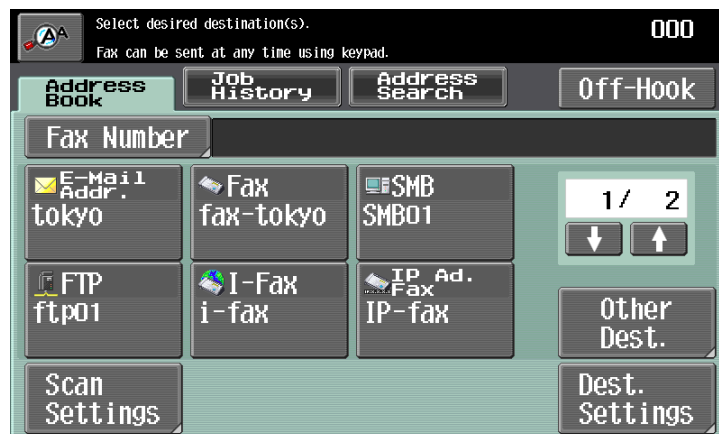 Select desired destination(s).
000
Fax can be sent at any time using keypad.
Address
Book
Job
History
Address
Search
Off-Hook
Fax Number
E-Mail
Addr.
tokyo
Fax
fax-tokyo
SMB
SMB01
1/ 2
FTP
ftp01
I-Fax
i-fax
IP Ad.
Fax
IP-fax
Other
Dest.
Scan
Settings
Dest.
Settings